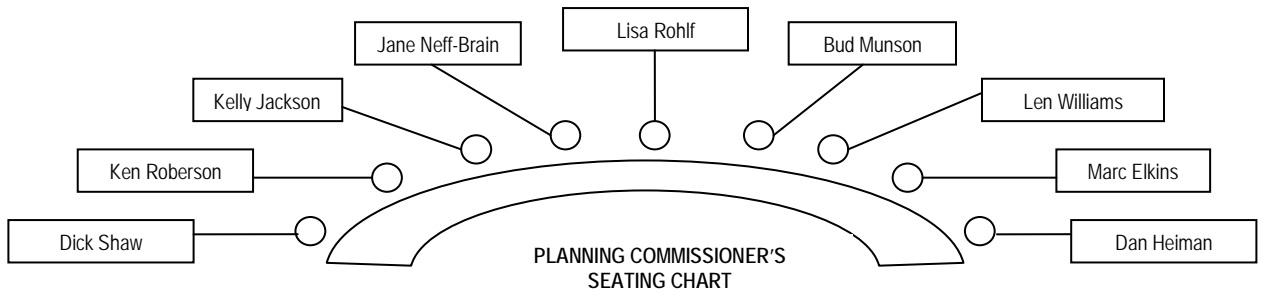 Lisa Rohlf
Jane Neff-Brain
Bud Munson
Kelly Jackson
Len Williams
Ken Roberson
Marc Elkins
Dick Shaw
Dan Heiman
PLANNING COMMISSIONER'S
SEATING CHART